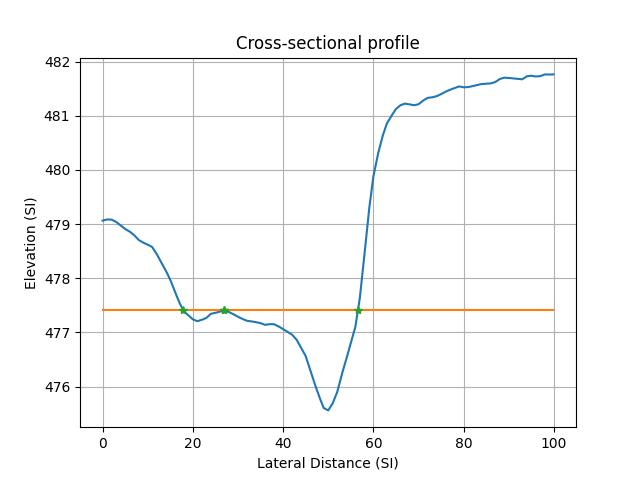 Cross-sectional profile
482
481
480
479
478
477
476
Elevation (SI)
0 20 40 60 80 100
Lateral Distance (SI)